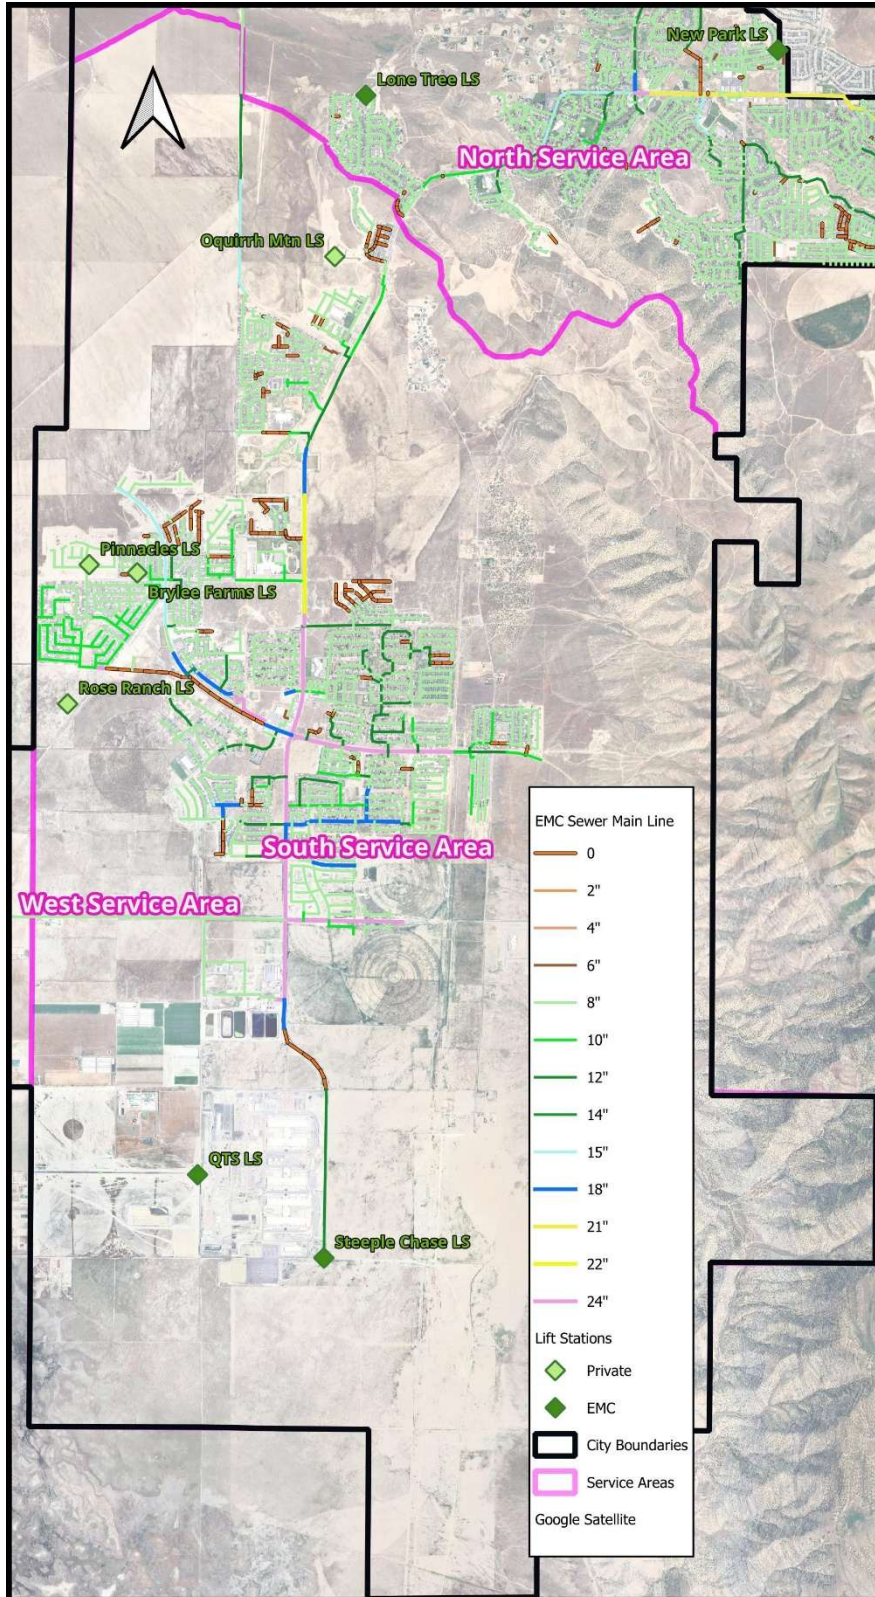 New Park LS
Lone Tree LS
North Service Area
Oquirrh Mtn LS
Pinnacles LS
Brylee Farms LS
Rose Ranch LS
South Service Area
West Service Area
QTS LS
Steeple Chase LS
EMC Sewer Main Line
0
2"
4"
6"
8"
10"
12"
14"
15"
18"
21"
22"
24"
Lift Stations
Private
EMC
City Boundaries
Service Areas
Google Satellite